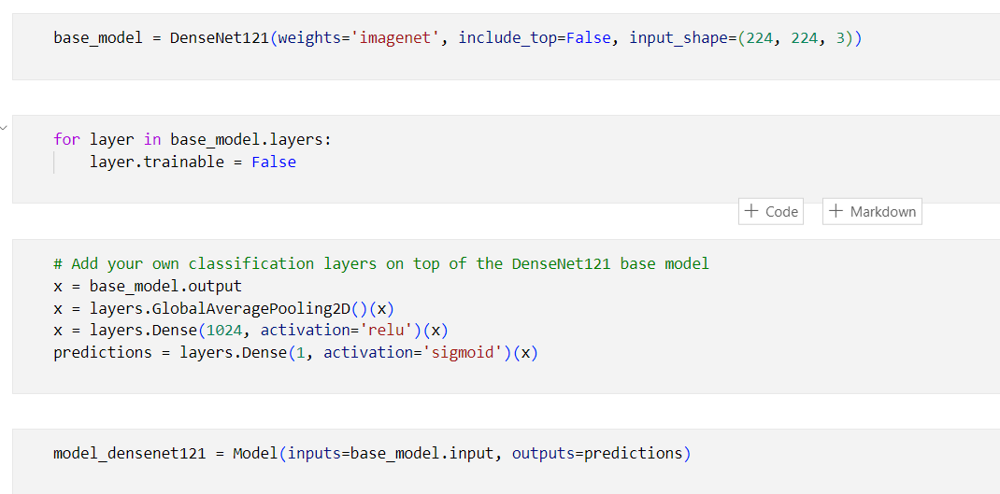 base_model = DenseNet121(weights='imagenet', include_top=False, input_shape=(224, 224, 3))
for layer in base_model.layers:
    layer.trainable = False
+ Code + Markdown
# Add your own classification layers on top of the DenseNet121 base model
x = base_model.output
x = layers.GlobalAveragePooling2D()(x)
x = layers.Dense(1024, activation='relu')(x)
predictions = layers.Dense(1, activation='sigmoid')(x)
model_densenet121 = Model(inputs=base_model.input, outputs=predictions)